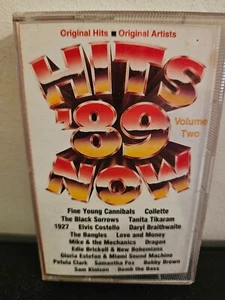 Original Hits ■ Original Artists
HITS
'89
Volume
Two
NOW
Fine Young Cannibals Collette
The Black Sorrows Tanita Tikaram
1927 Elvis Costello Daryl Braithwaite
The Bangles Love and Money
Mike & the Mechanics Dragon
Edie Brickell & New Bohemians
Gloria Estefan & Miami Sound Machine
Petula Clark Samantha Fox Bobby Brown
Sam Kinison Bomb the Bass